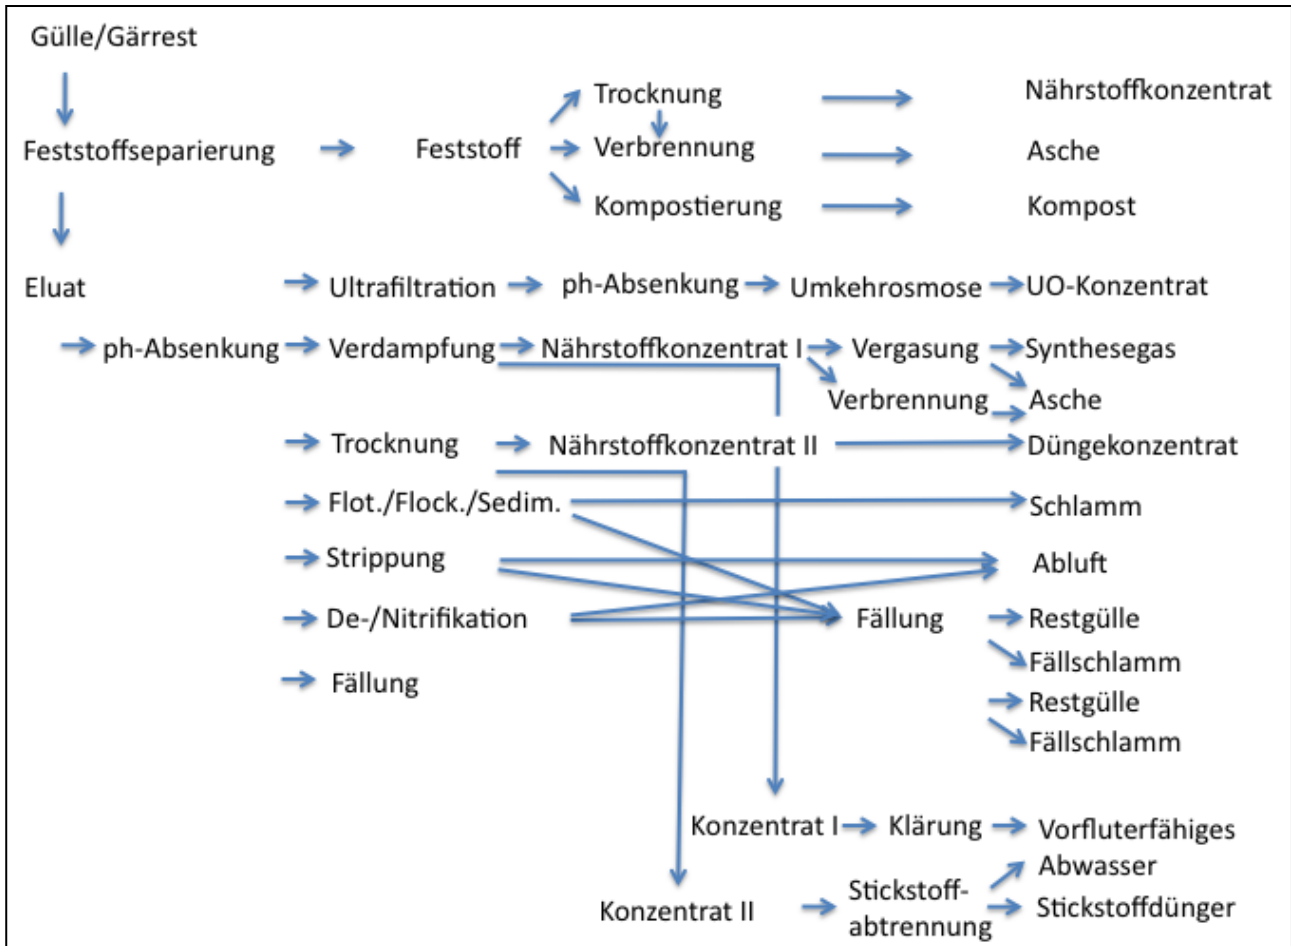 Gülle/Gärrest
Trocknung Nährstoffkonzentrat
Feststoffseparierung Feststoff Verbrennung Asche
Kompostierung Kompost
Eluat Ultrafiltration ph-Absenkung Umkehrosmose UO-Konzentrat
ph-Absenkung Verdampfung Nährstoffkonzentrat I Vergasung Synthesegas
Verbrennung Asche
Trocknung Nährstoffkonzentrat II Düngekonzentrat
Flot./Flock./Sedim. Schlamm
Strippung Abluft
De-/Nitrifikation Fällung Restgülle
Fällschlamm
Fällung Restgülle
Fällschlamm
Konzentrat I Klärung Vorfluterfähiges
Abwasser
Konzentrat II Stickstoff-
abtrennung Stickstoffdünger